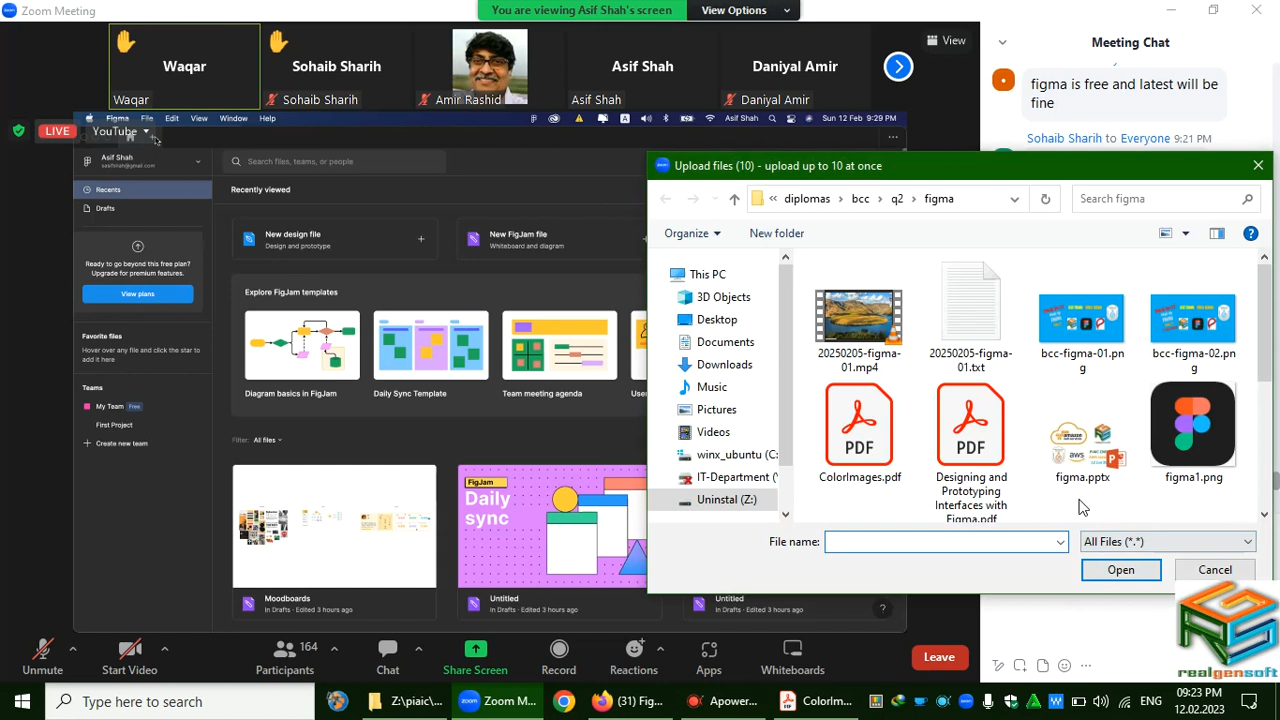 Zoom Meeting
You are viewing Asif Shah's screen
View Options
Waqar
Sohaib Sharih
Asif Shah
Daniyal Amir
View
Waqar
Sohaib Sharih
Amir Rashid
Asif Shah
Daniyal Amir
Meeting Chat
figma is free and latest will be
fine
Sohaib Sharih to Everyone 9:21 PM
LIVE
YouTube
Figma File Edit View Window Help
Asif Shah
Sun 12 Feb 9:29 PM
Asif Shah
Search files, teams, or people
Recents
Drafts
Ready to go beyond this free plan?
Upgrade for premium features.
View plans
Favorite files
Hover over any file and click the star to
add it here
Teams
My Team Free
First Project
Create new team
Recently viewed
New design file
Design and prototype
New FigJam file
Whiteboard and diagram
Explore FigJam templates
Diagram basics in FigJam
Daily Sync Template
Team meeting agenda
Filter: All files
FigJam
Daily
sync
Moodboards
In Drafts · Edited 3 hours ago
Untitled
In Drafts · Edited 3 hours ago
Untitled
In Drafts · Edited 3 hours ago
?
Upload files (10) - upload up to 10 at once
« diplomas › bcc › q2 › figma
Search figma
Organize
New folder
This PC
3D Objects
Desktop
Documents
Downloads
Music
Pictures
Videos
winx_ubuntu (C:
IT-Department (\
Uninstal (Z:)
20250205-figma-
01.mp4
20250205-figma-
01.txt
bcc-figma-01.pn
g
bcc-figma-02.pn
g
PDF
ColorImages.pdf
PDF
Designing and
Prototyping
Interfaces with
Figma.pdf
aws
figma.pptx
figma1.png
File name:
All Files (*.*)
Open
Cancel
realgensoft
Unmute
Start Video
164
Participants
Chat
Share Screen
Record
Reactions
Apps
Whiteboards
Leave
Type here to search
Z:\piaic\...
Zoom M...
(31) Fig...
Apower...
ColorIm...
ENG
09:23 PM
12.02.2023